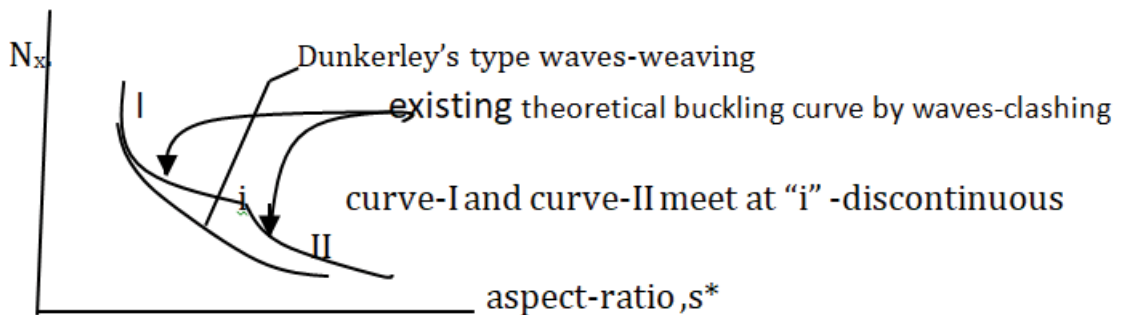 Nx
Dunkerley's type waves-weaving
I
existing theoretical buckling curve by waves-clashing
i
curve-I and curve-II meet at “i” -discontinuous
II
aspect-ratio ,s*